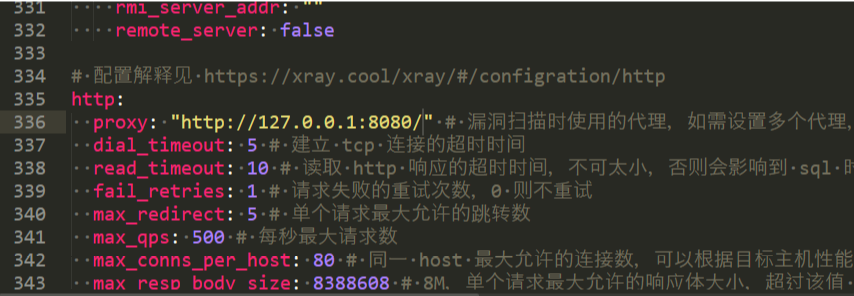 331 rmi_server_addr: ""
332 remote_server: false
333
334 # 配置解释见 https://xray.cool/xray/#/configration/http
335 http:
336 proxy: "http://127.0.0.1:8080/" # 漏洞扫描时使用的代理，如需设置多个代理，
337 dial_timeout: 5 # 建立 tcp 连接的超时时间
338 read_timeout: 10 # 读取 http 响应的超时时间，不可太小，否则会影响到 sql 时
339 fail_retries: 1 # 请求失败的重试次数，0 则不重试
340 max_redirect: 5 # 单个请求最大允许的跳转数
341 max_qps: 500 # 每秒最大请求数
342 max_conns_per_host: 80 # 同一 host 最大允许的连接数，可以根据目标主机性能
343 max_resp_body_size: 8388608 # 8M，单个请求最大允许的响应体大小，超过该值